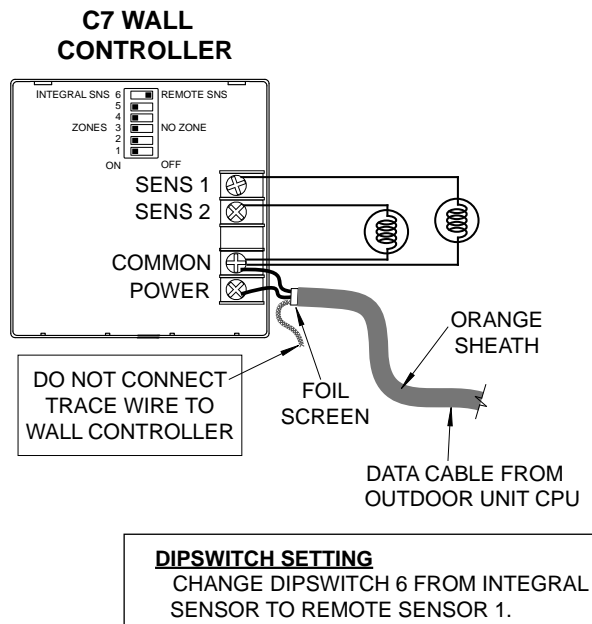 C7 WALL
CONTROLLER
INTEGRAL SNS 6 REMOTE SNS
5
4
ZONES 3 NO ZONE
2
1
ON OFF
SENS 1
SENS 2
COMMON
POWER
ORANGE
SHEATH
DO NOT CONNECT
TRACE WIRE TO
WALL CONTROLLER
FOIL
SCREEN
DATA CABLE FROM
OUTDOOR UNIT CPU
DIPSWITCH SETTING
CHANGE DIPSWITCH 6 FROM INTEGRAL
SENSOR TO REMOTE SENSOR 1.